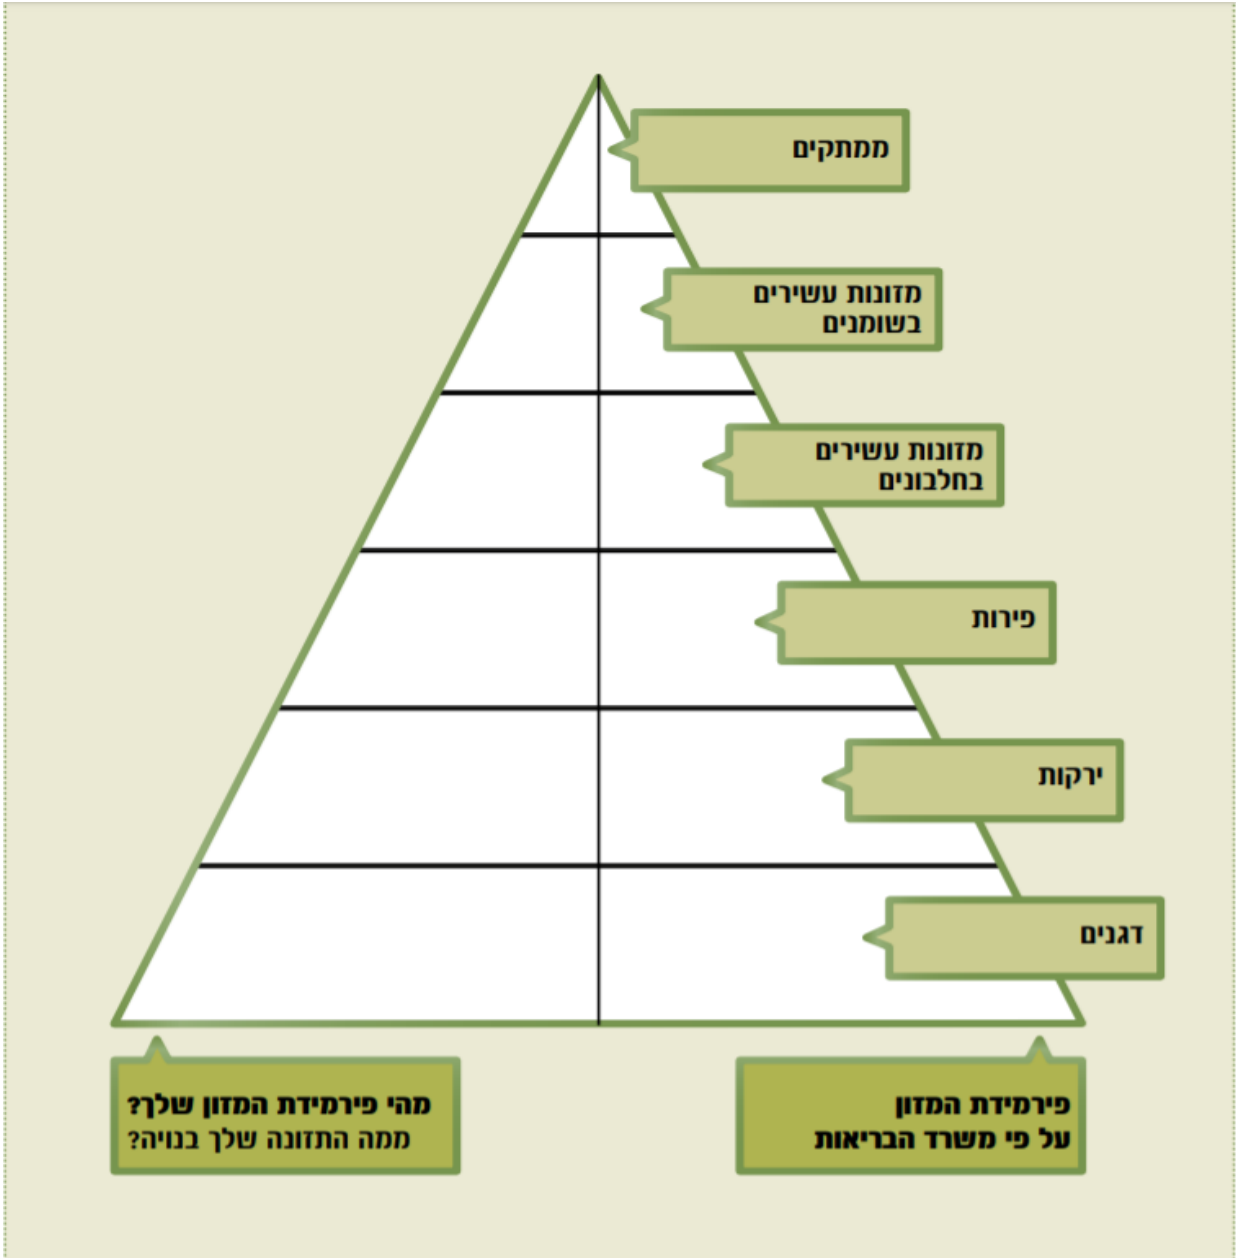 ממתקים
מזונות עשירים
בשומנים
מזונות עשירים
בחלבונים
פירות
ירקות
דגנים
פירמידת המזון
על פי משרד הבריאות
מהי פירמידת המזון שלך?
ממה התזונה שלך בנויה?